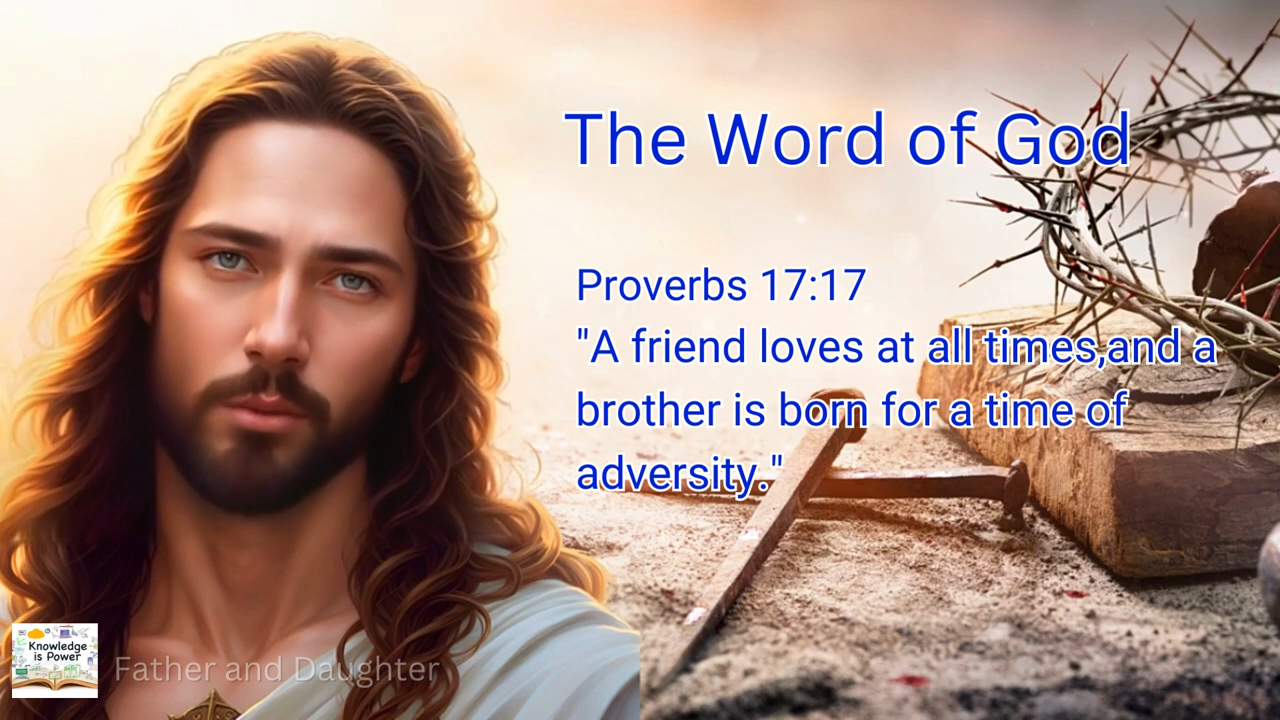 The Word of God
Proverbs 17:17
"A friend loves at all times,and a
brother is born for a time of
adversity."
Knowledge
is Power
Father and Daughter